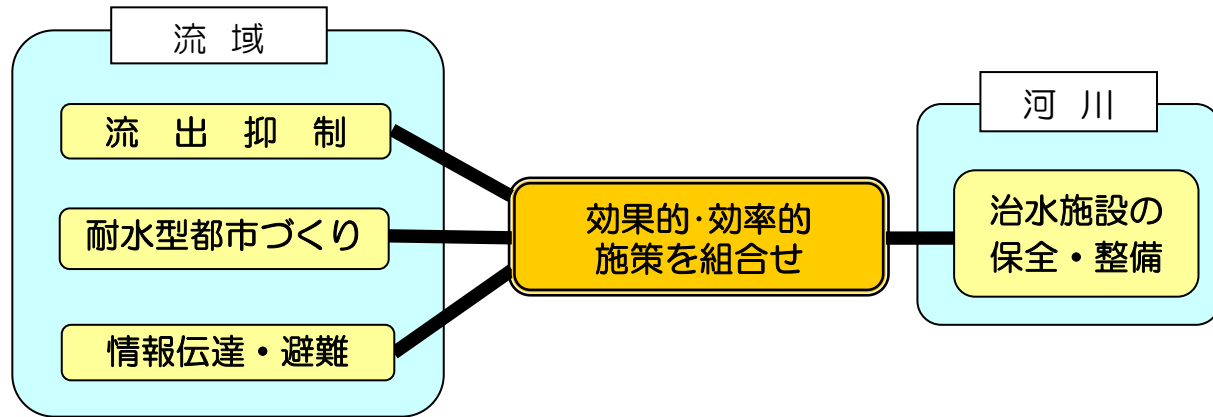 流域
流出抑制
耐水型都市づくり
情報伝達・避難
効果的・効率的
施策を組合せ
河川
治水施設の
保全・整備